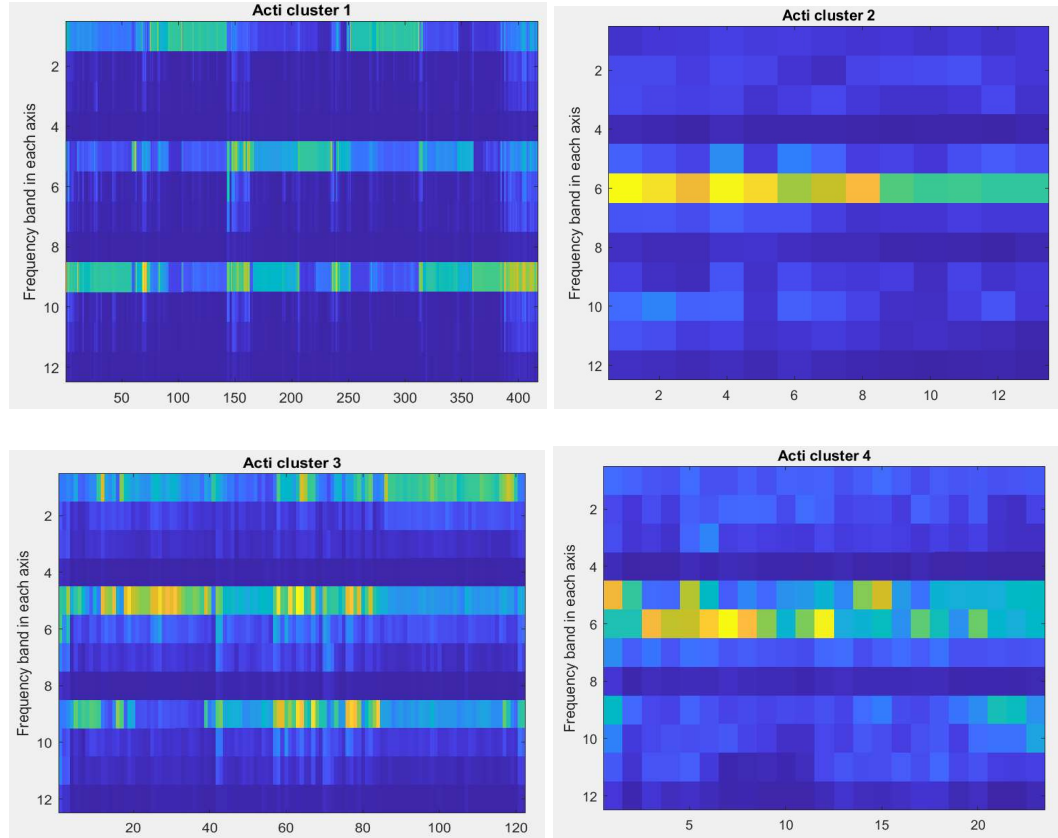 Acti cluster 1
Frequency band in each axis
2
4
6
8
10
12
50 100 150 200 250 300 350 400
Acti cluster 2
Frequency band in each axis
2
4
6
8
10
12
2 4 6 8 10 12
Acti cluster 3
Frequency band in each axis
2
4
6
8
10
12
20 40 60 80 100 120
Acti cluster 4
Frequency band in each axis
2
4
6
8
10
12
5 10 15 20